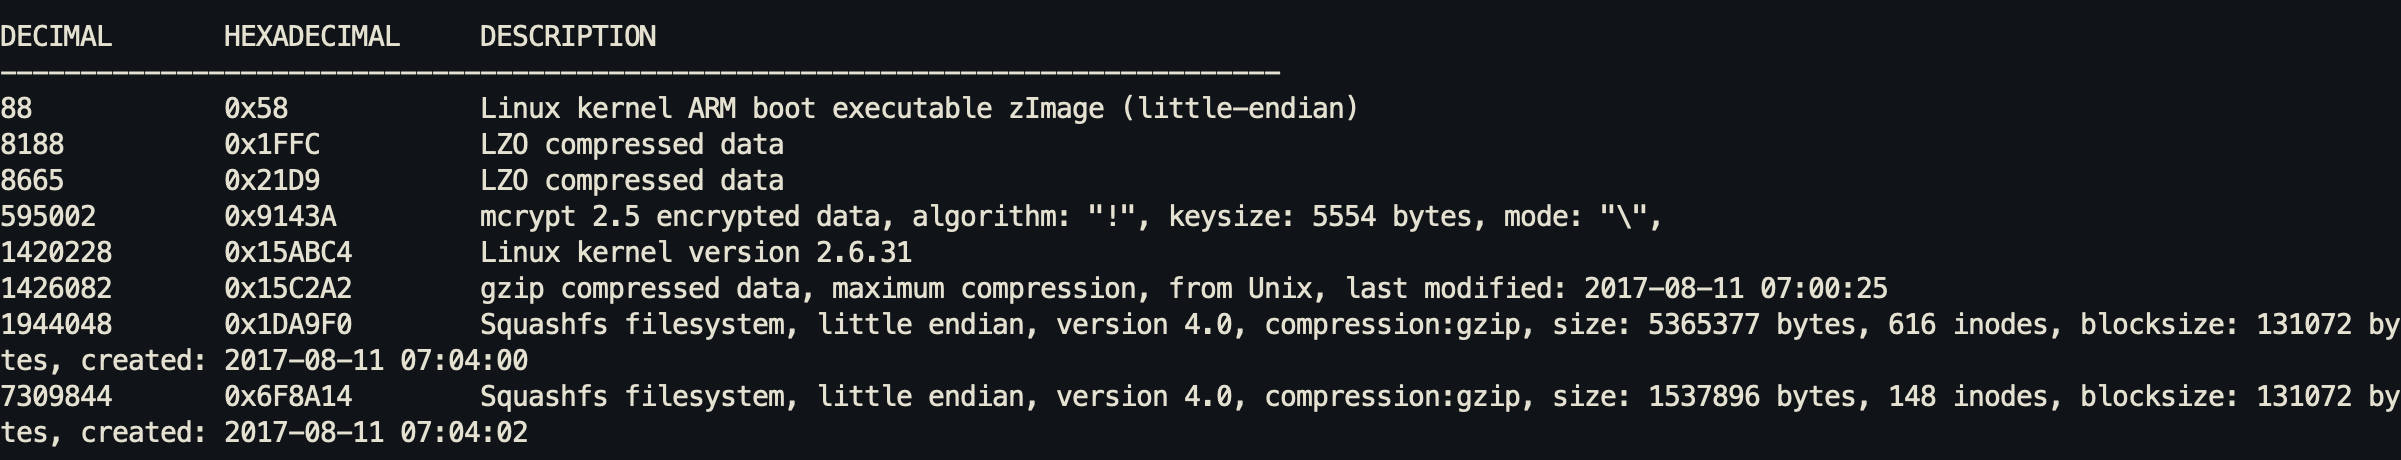 DECIMAL       HEXADECIMAL     DESCRIPTION
--------------------------------------------------------------------------------
88            0x58            Linux kernel ARM boot executable zImage (little-endian)
8188          0x1FFC          LZO compressed data
8665          0x21D9          LZO compressed data
595002        0x9143A         mcrypt 2.5 encrypted data, algorithm: "!", keysize: 5554 bytes, mode: "\",
1420228       0x15ABC4        Linux kernel version 2.6.31
1426082       0x15C2A2        gzip compressed data, maximum compression, from Unix, last modified: 2017-08-11 07:00:25
1944048       0x1DA9F0        Squashfs filesystem, little endian, version 4.0, compression:gzip, size: 5365377 bytes, 616 inodes, blocksize: 131072 by
tes, created: 2017-08-11 07:04:00
7309844       0x6F8A14        Squashfs filesystem, little endian, version 4.0, compression:gzip, size: 1537896 bytes, 148 inodes, blocksize: 131072 by
tes, created: 2017-08-11 07:04:02